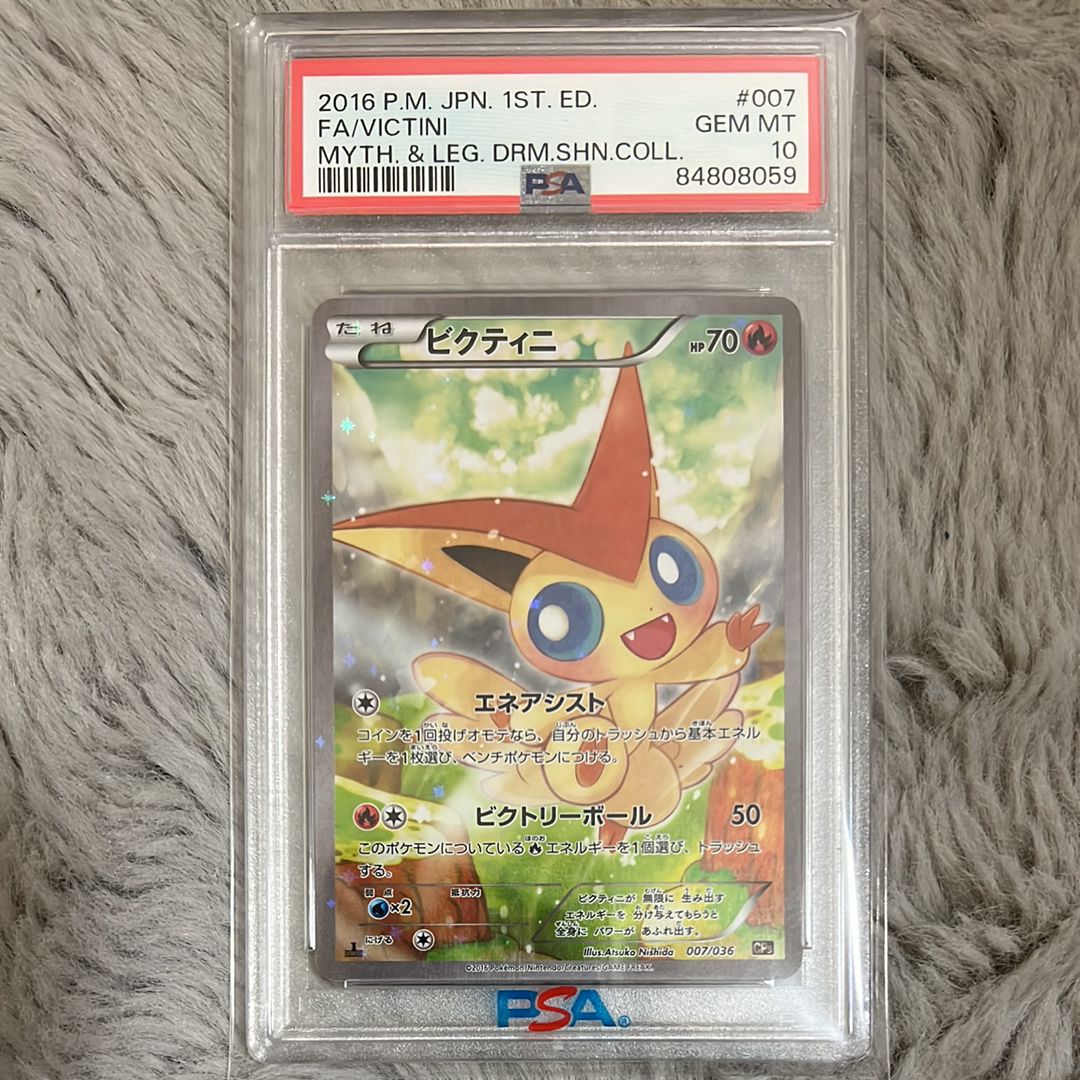 2016 P.M. JPN. 1ST. ED. #007
FA/VICTINI GEM MT
MYTH. & LEG. DRM.SHN.COLL. 10
PSA 84808059
たね ビクティニ HP70
エネアシスト
コインを1回投げオモテなら、自分のトラッシュから基本エネル
ギーを1枚選び、ベンチポケモンにつける。
ビクトリーボール 50
このポケモンについている エネルギーを1個選び、トラッシュ
する。
弱点 抵抗力
×2
にげる
ビクティニが 無限に 生み出す
エネルギーを 分け与えてもらうと
全身に パワーが あふれ出す。
Illus.Atsuko Nishida 007/036
©2016 Pokémon/Nintendo/Creatures/GAME FREAK.
PSA